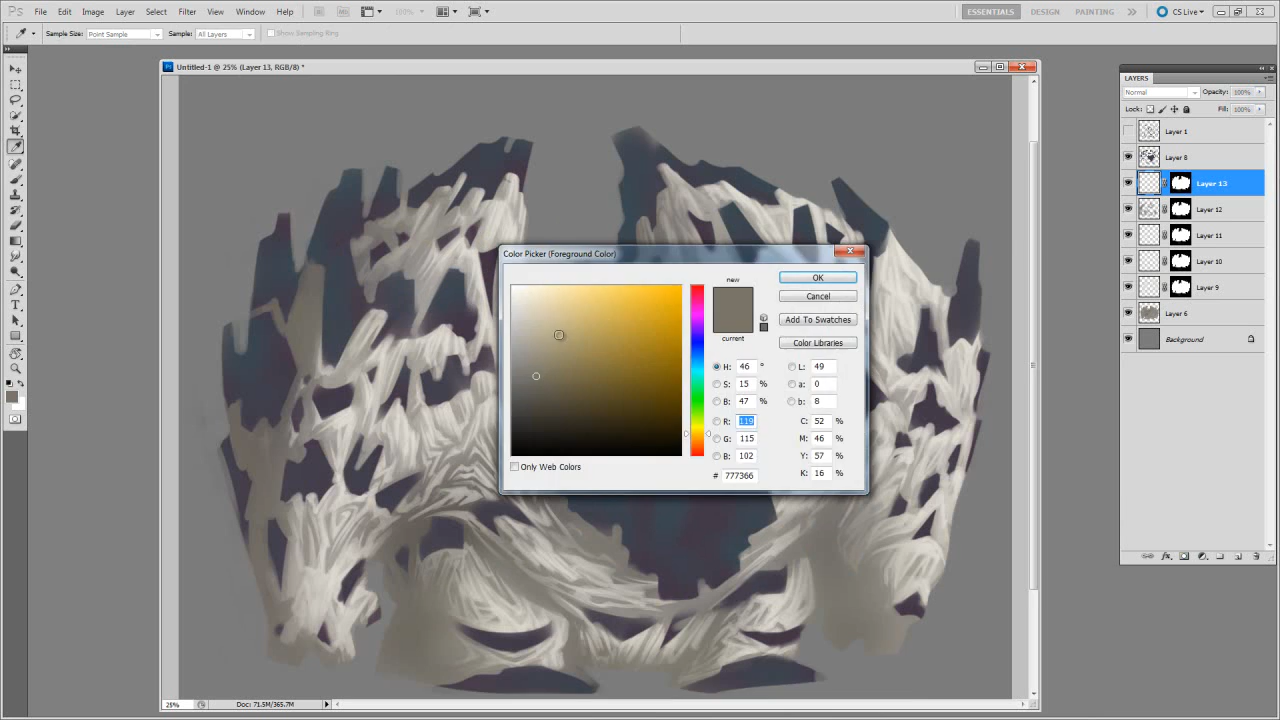 Ps File Edit Image Layer Select Filter View Window Help 100% ESSENTIALS DESIGN PAINTING CS Live
Sample Size: Point Sample Sample: All Layers Show Sampling Ring
Untitled-1 @ 25% (Layer 13, RGB/8) *
LAYERS
Normal Opacity: 100%
Lock: Fill: 100%
Layer 1
Layer 8
Layer 13
Layer 12
Layer 11
Layer 10
Layer 9
Layer 6
Background
Color Picker (Foreground Color)
new
current
OK
Cancel
Add To Swatches
Color Libraries
H: 46 ° L: 49
S: 15 % a: 0
B: 47 % b: 8
R: 119 C: 52 %
G: 115 M: 46 %
B: 102 Y: 57 %
# 777366 K: 16 %
Only Web Colors
25% Doc: 71.5M/365.7M